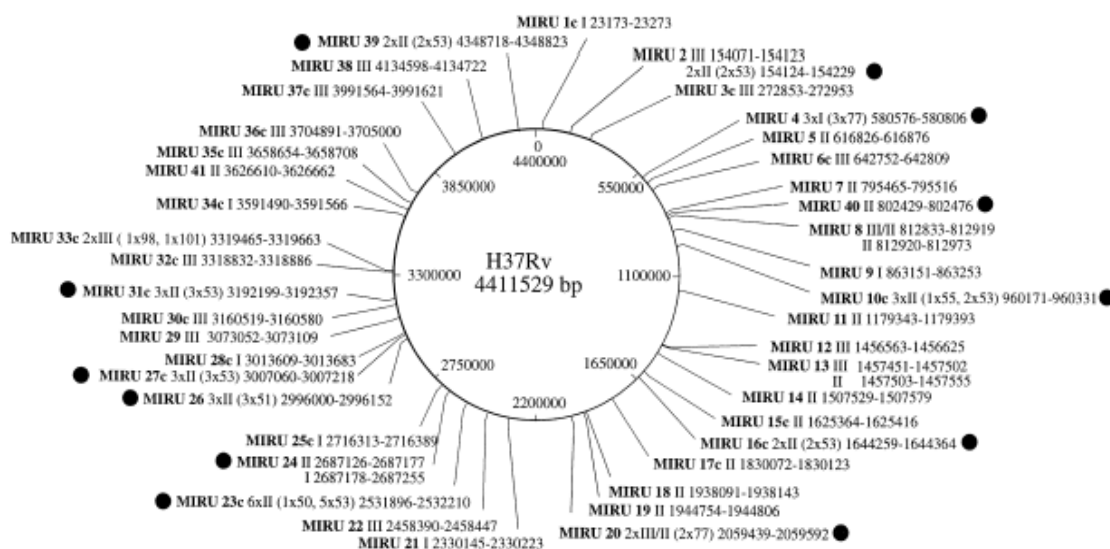 MIRU 1c I 23173-23273
MIRU 2 III 154071-154123
2xII (2x53) 154124-154229
MIRU 3c III 272853-272953
MIRU 4 3xI (3x77) 580576-580806
MIRU 5 II 616826-616876
MIRU 6c III 642752-642809
MIRU 7 II 795465-795516
MIRU 40 II 802429-802476
MIRU 8 III/II 812833-812919
II 812920-812973
MIRU 9 I 863151-863253
MIRU 10c 3xII (1x55, 2x53) 960171-960331
MIRU 11 II 1179343-1179393
MIRU 12 III 1456563-1456625
MIRU 13 III 1457451-1457502
II 1457503-1457555
MIRU 14 II 1507529-1507579
MIRU 15c II 1625364-1625416
MIRU 16c 2xII (2x53) 1644259-1644364
MIRU 17c II 1830072-1830123
MIRU 18 II 1938091-1938143
MIRU 19 II 1944754-1944806
MIRU 20 2xIII/II (2x77) 2059439-2059592
MIRU 21 I 2330145-2330223
MIRU 22 III 2458390-2458447
MIRU 23c 6xII (1x50, 5x53) 2531896-2532210
MIRU 24 II 2687126-2687177
I 2687178-2687255
MIRU 25c I 2716313-2716389
MIRU 26 3xII (3x51) 2996000-2996152
MIRU 27c 3xII (3x53) 3007060-3007218
MIRU 28c I 3013609-3013683
MIRU 29 III 3073052-3073109
MIRU 30c III 3160519-3160580
MIRU 31c 3xII (3x53) 3192199-3192357
MIRU 32c III 3318832-3318886
MIRU 33c 2xIII ( 1x98, 1x101) 3319465-3319663
MIRU 34c I 3591490-3591566
MIRU 41 II 3626610-3626662
MIRU 35c III 3658654-3658708
MIRU 36c III 3704891-3705000
MIRU 37c III 3991564-3991621
MIRU 38 III 4134598-4134722
MIRU 39 2xII (2x53) 4348718-4348823
0
4400000
550000
1100000
1650000
2200000
2750000
3300000
3850000
H37Rv
4411529 bp